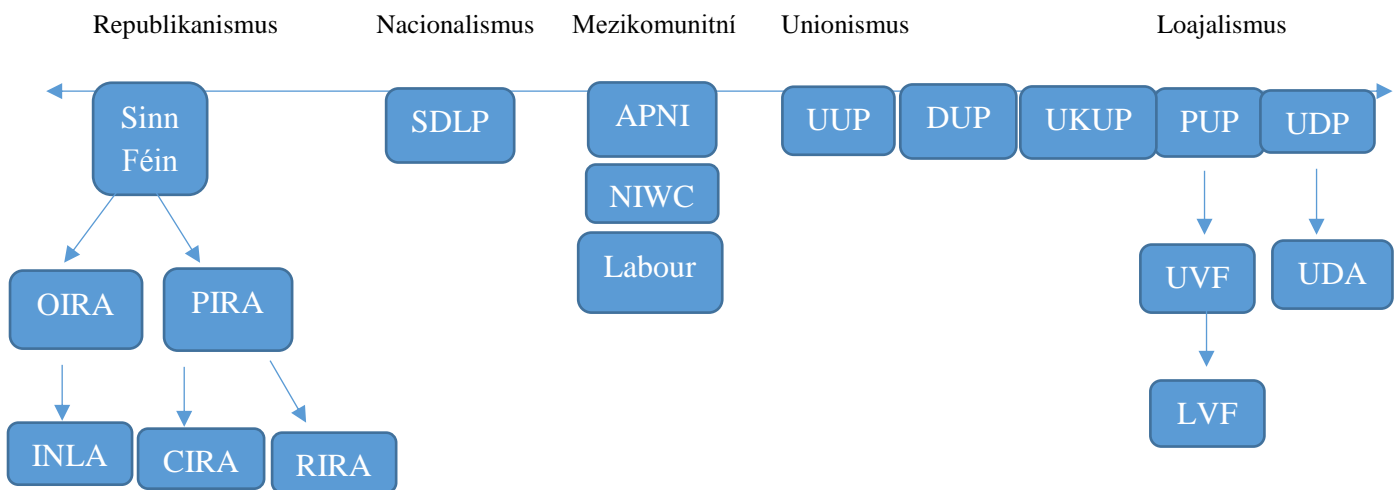 Republikanismus
Nacionalismus
Mezikomunitní
Unionismus
Loajalismus
Sinn
Féin
SDLP
APNI
UUP
DUP
UKUP
PUP
UDP
NIWC
Labour
OIRA
PIRA
UVF
UDA
INLA
CIRA
RIRA
LVF